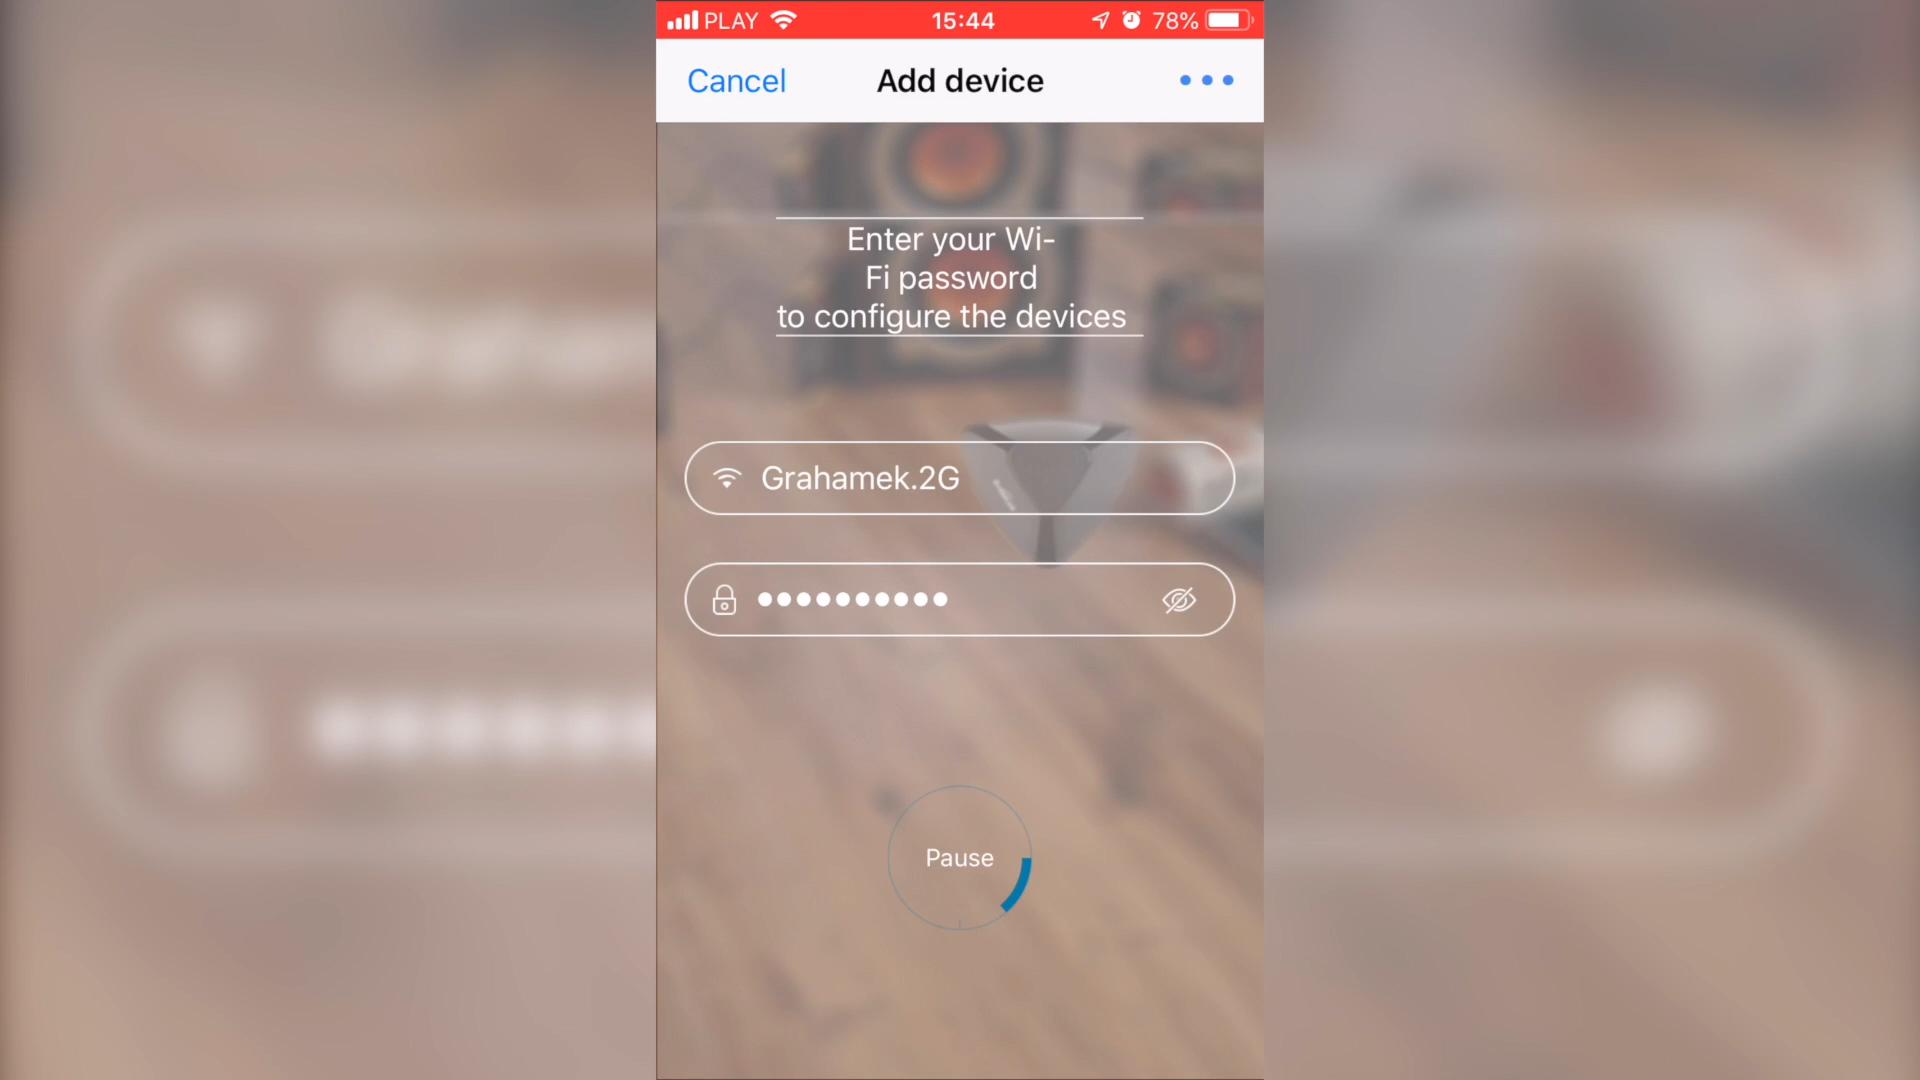 PLAY 15:44 78%
Cancel Add device
Enter your Wi-
Fi password
to configure the devices
Grahamek.2G
Pause